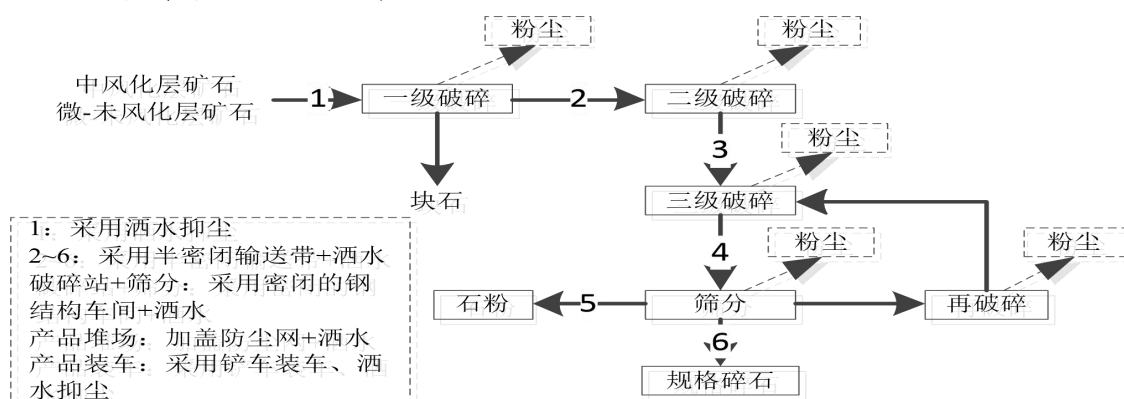 粉尘
粉尘
中风化层矿石
微-未风化层矿石
1
一级破碎
2
二级破碎
3
粉尘
块石
三级破碎
1：采用洒水抑尘
2~6：采用半密闭输送带+洒水
破碎站+筛分：采用密闭的钢
结构车间+洒水
产品堆场：加盖防尘网+洒水
产品装车：采用铲车装车、洒
水抑尘
4
粉尘
粉尘
石粉
5
筛分
再破碎
6
规格碎石